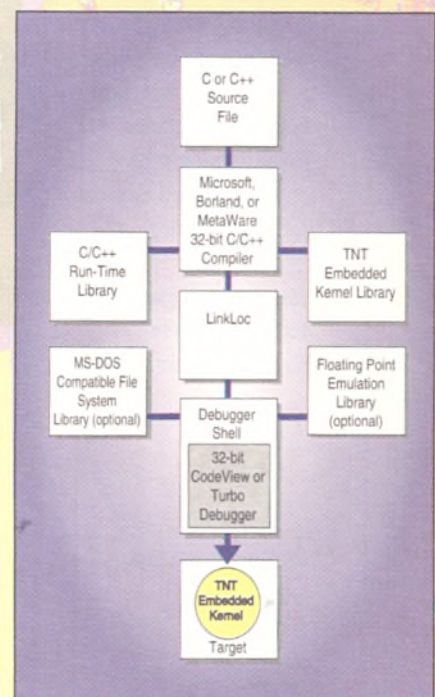 C or C++
Source
File
Microsoft,
Borland, or
MetaWare
32-bit C/C++
Compiler
C/C++
Run-Time
Library
TNT
Embedded
Kernel Library
LinkLoc
MS-DOS
Compatible File
System
Library (optional)
Floating Point
Emulation
Library
(optional)
Debugger
Shell
32-bit
CodeView or
Turbo
Debugger
TNT
Embedded
Kernel
Target